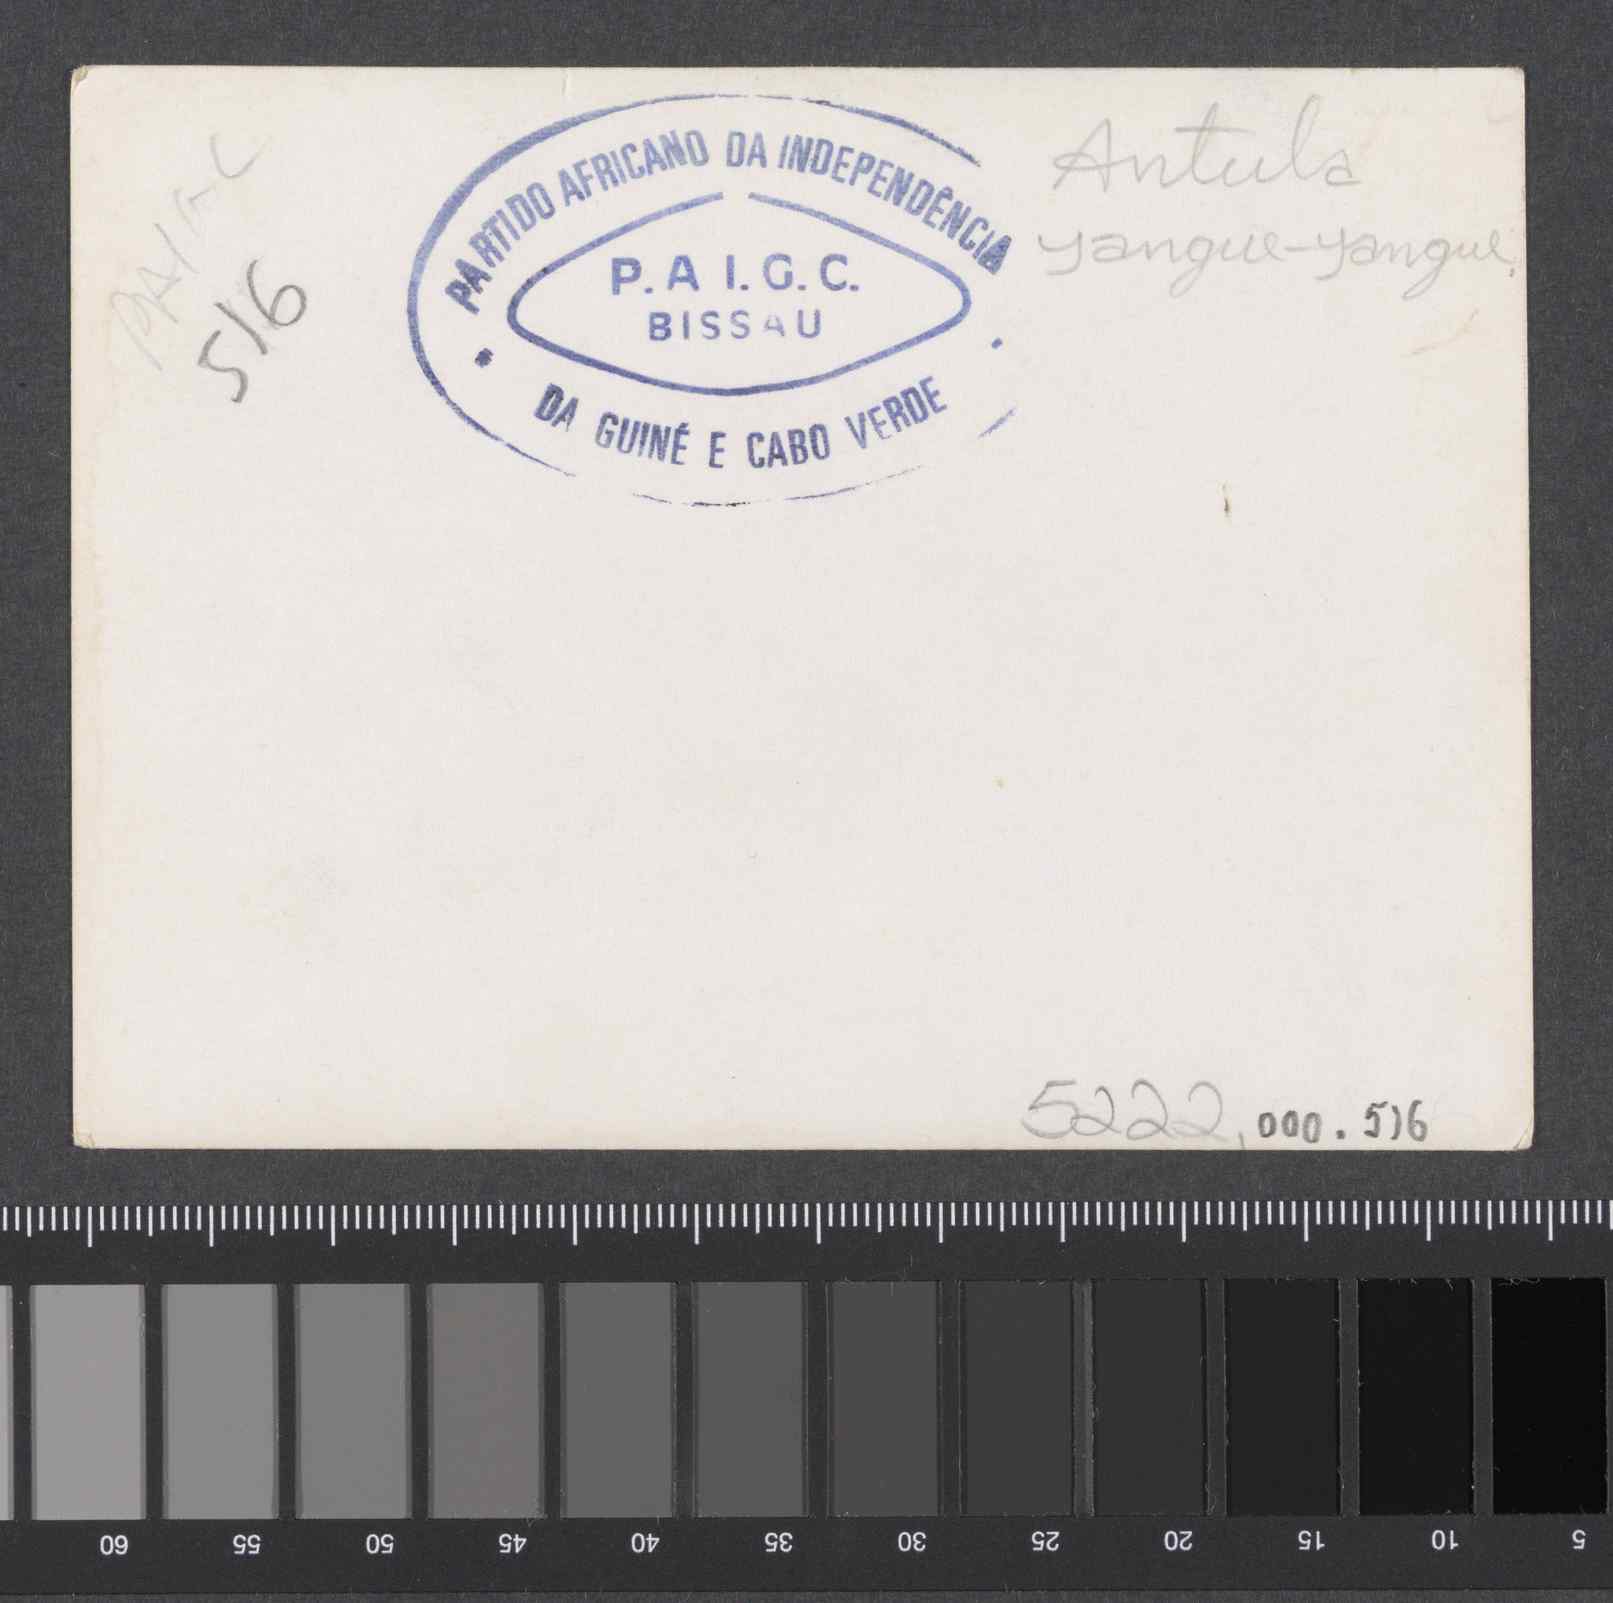 PAIGC
516
PARTIDO AFRICANO DA INDEPENDÊNCIA
P.A I.G.C.
BISSAU
DA GUINÉ E CABO VERDE
Antula
yangue-yangue.
5222,000.516
60 55 50 45 40 35 30 25 20 15 10 5